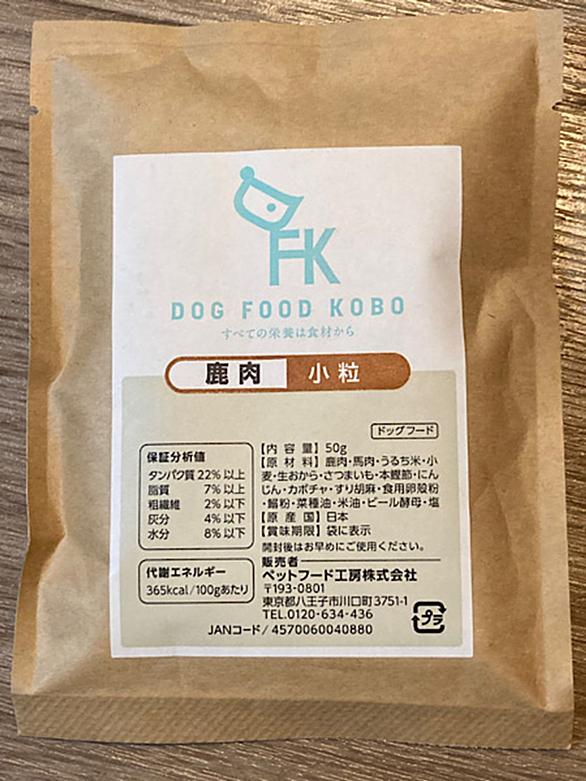 FK
DOG FOOD KOBO
すべての栄養は食材から
鹿肉 小粒
ドッグフード
保証分析値
タンパク質 22% 以上
脂質 7% 以上
粗繊維 2% 以下
灰分 4% 以下
水分 8% 以下
代謝エネルギー
365kcal/100gあたり
【内 容 量】50g
【原 材 料】鹿肉・馬肉・うるち米・小
麦・生おから・さつまいも・本鰹節・にん
じん・カボチャ・すり胡麻・食用卵殻粉
・鰯粉・菜種油・米油・ビール酵母・塩
【原 産 国】日本
【賞味期限】袋に表示
開封後はお早めにご使用ください。
販売者
ペットフード工房株式会社
〒193-0801
東京都八王子市川口町3751-1
TEL.0120-634-436
プラ
JANコード/4570060040880